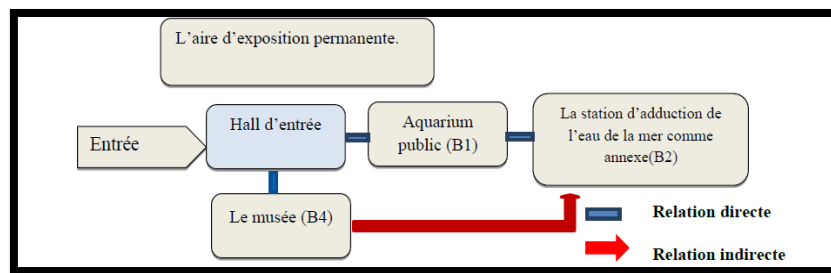 L'aire d'exposition permanente.
Entrée
Hall d'entrée
Aquarium
public (B1)
La station d'adduction de
l'eau de la mer comme
annexe(B2)
Le musée (B4)
Relation directe
Relation indirecte